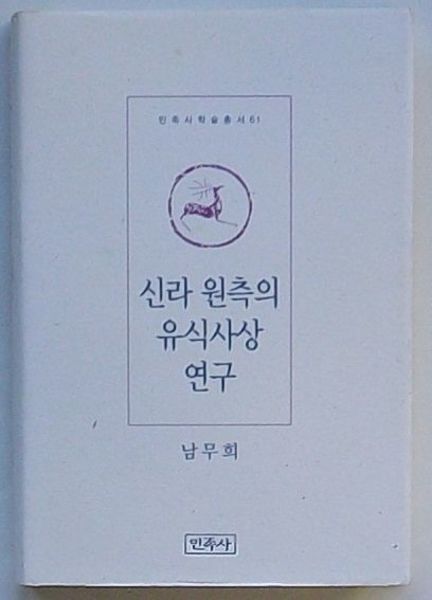 민족사학술총서 61
신라 원측의
유식사상
연구
남무희
민족사